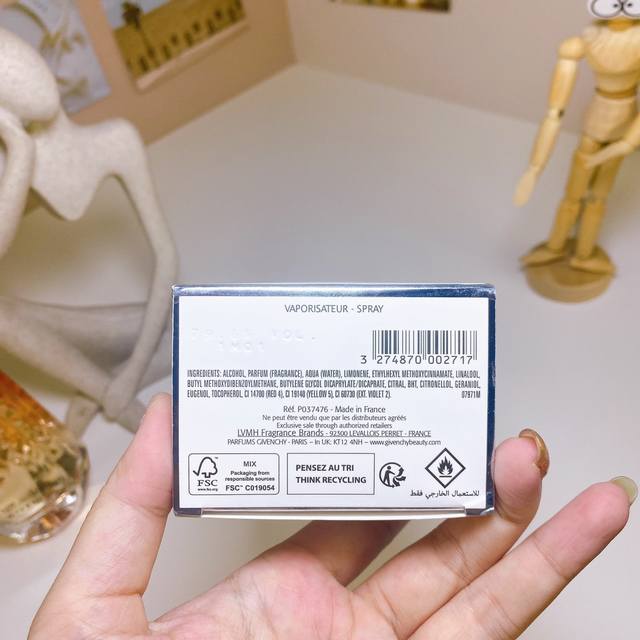 VAPORISATEUR - SPRAY
3 274870 002717
INGREDIENTS: ALCOHOL, PARFUM (FRAGRANCE), AQUA (WATER), LIMONENE, ETHYLHEXYL METHOXYCINNAMATE, LINALOOL,
BUTYL METHOXYDIBENZOYLMETHANE, BUTYLENE GLYCOL DICAPRYLATE/DICAPRATE, CITRAL, BHT, CITRONELLOL, GERANIOL,
EUGENOL, TOCOPHEROL, CI 14700 (RED 4), CI 19140 (YELLOW 5), CI 60730 (EXT. VIOLET 2). 07971M
Réf. P037476 - Made in France
Ne peut être vendu que par les distributeurs agréés
Exclusive sale through authorized retailers
LVMH Fragrance Brands - 92300 LEVALLOIS PERRET - FRANCE
PARFUMS GIVENCHY - PARIS - In UK: KT12 4NH - www.givenchybeauty.com
FSC
www.fsc.org
MIX
Packaging from
responsible sources
FSC™ C019054
PENSEZ AU TRI
THINK RECYCLING
للاستعمال الخارجي فقط